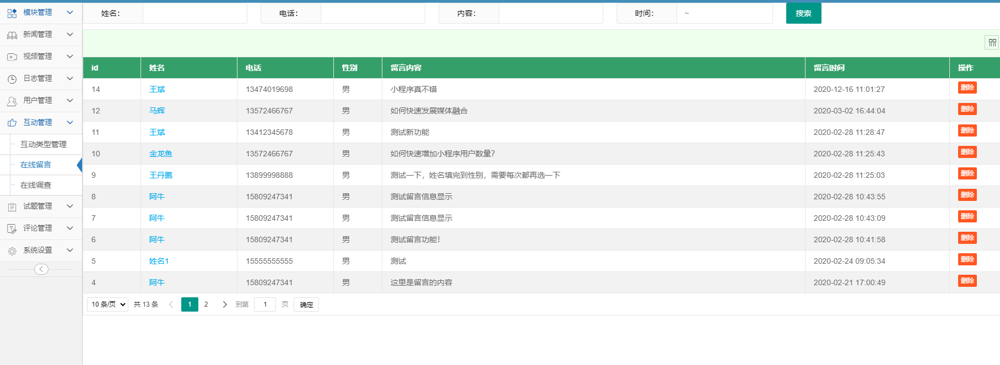 模块管理
新闻管理
视频管理
日志管理
用户管理
互动管理
互动类型管理
在线留言
在线调查
试题管理
评论管理
系统设置
姓名： 电话： 内容： 时间： ~ 搜索
id 姓名 电话 性别 留言内容 留言时间 操作
14 王斌 13474019698 男 小程序真不错 2020-12-16 11:01:27 删除
12 马辉 13572466767 男 如何快速发展媒体融合 2020-03-02 16:44:04 删除
11 王斌 13412345678 男 测试新功能 2020-02-28 11:28:47 删除
10 金龙鱼 13572466767 男 如何快速增加小程序用户数量？ 2020-02-28 11:25:43 删除
9 王丹鹏 13899998888 男 测试一下，姓名填完到性别，需要每次都再选一下 2020-02-28 11:25:03 删除
8 阿牛 15809247341 男 测试留言信息显示 2020-02-28 10:43:55 删除
7 阿牛 15809247341 男 测试留言信息显示 2020-02-28 10:43:09 删除
6 阿牛 15809247341 男 测试留言功能！ 2020-02-28 10:41:58 删除
5 姓名1 15555555555 男 测试 2020-02-24 09:05:34 删除
4 阿牛 15809247341 男 这里是留言的内容 2020-02-21 17:00:49 删除
10 条/页 共 13 条 1 2 到第 1 页 确定